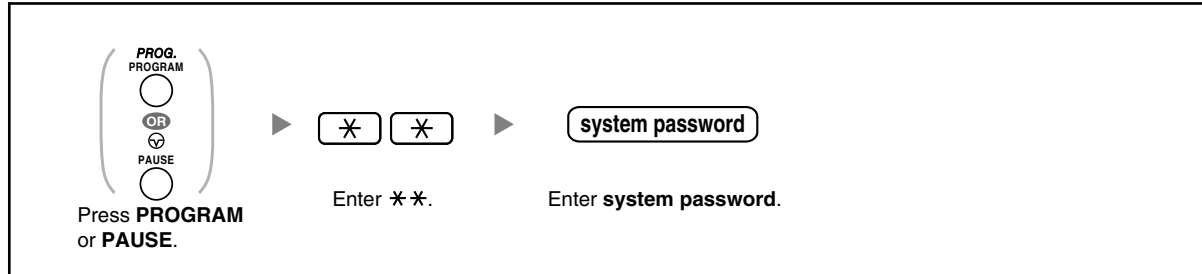 PROG.
PROGRAM
OR
PAUSE
Press PROGRAM
or PAUSE.
* *
Enter **.
system password
Enter system password.